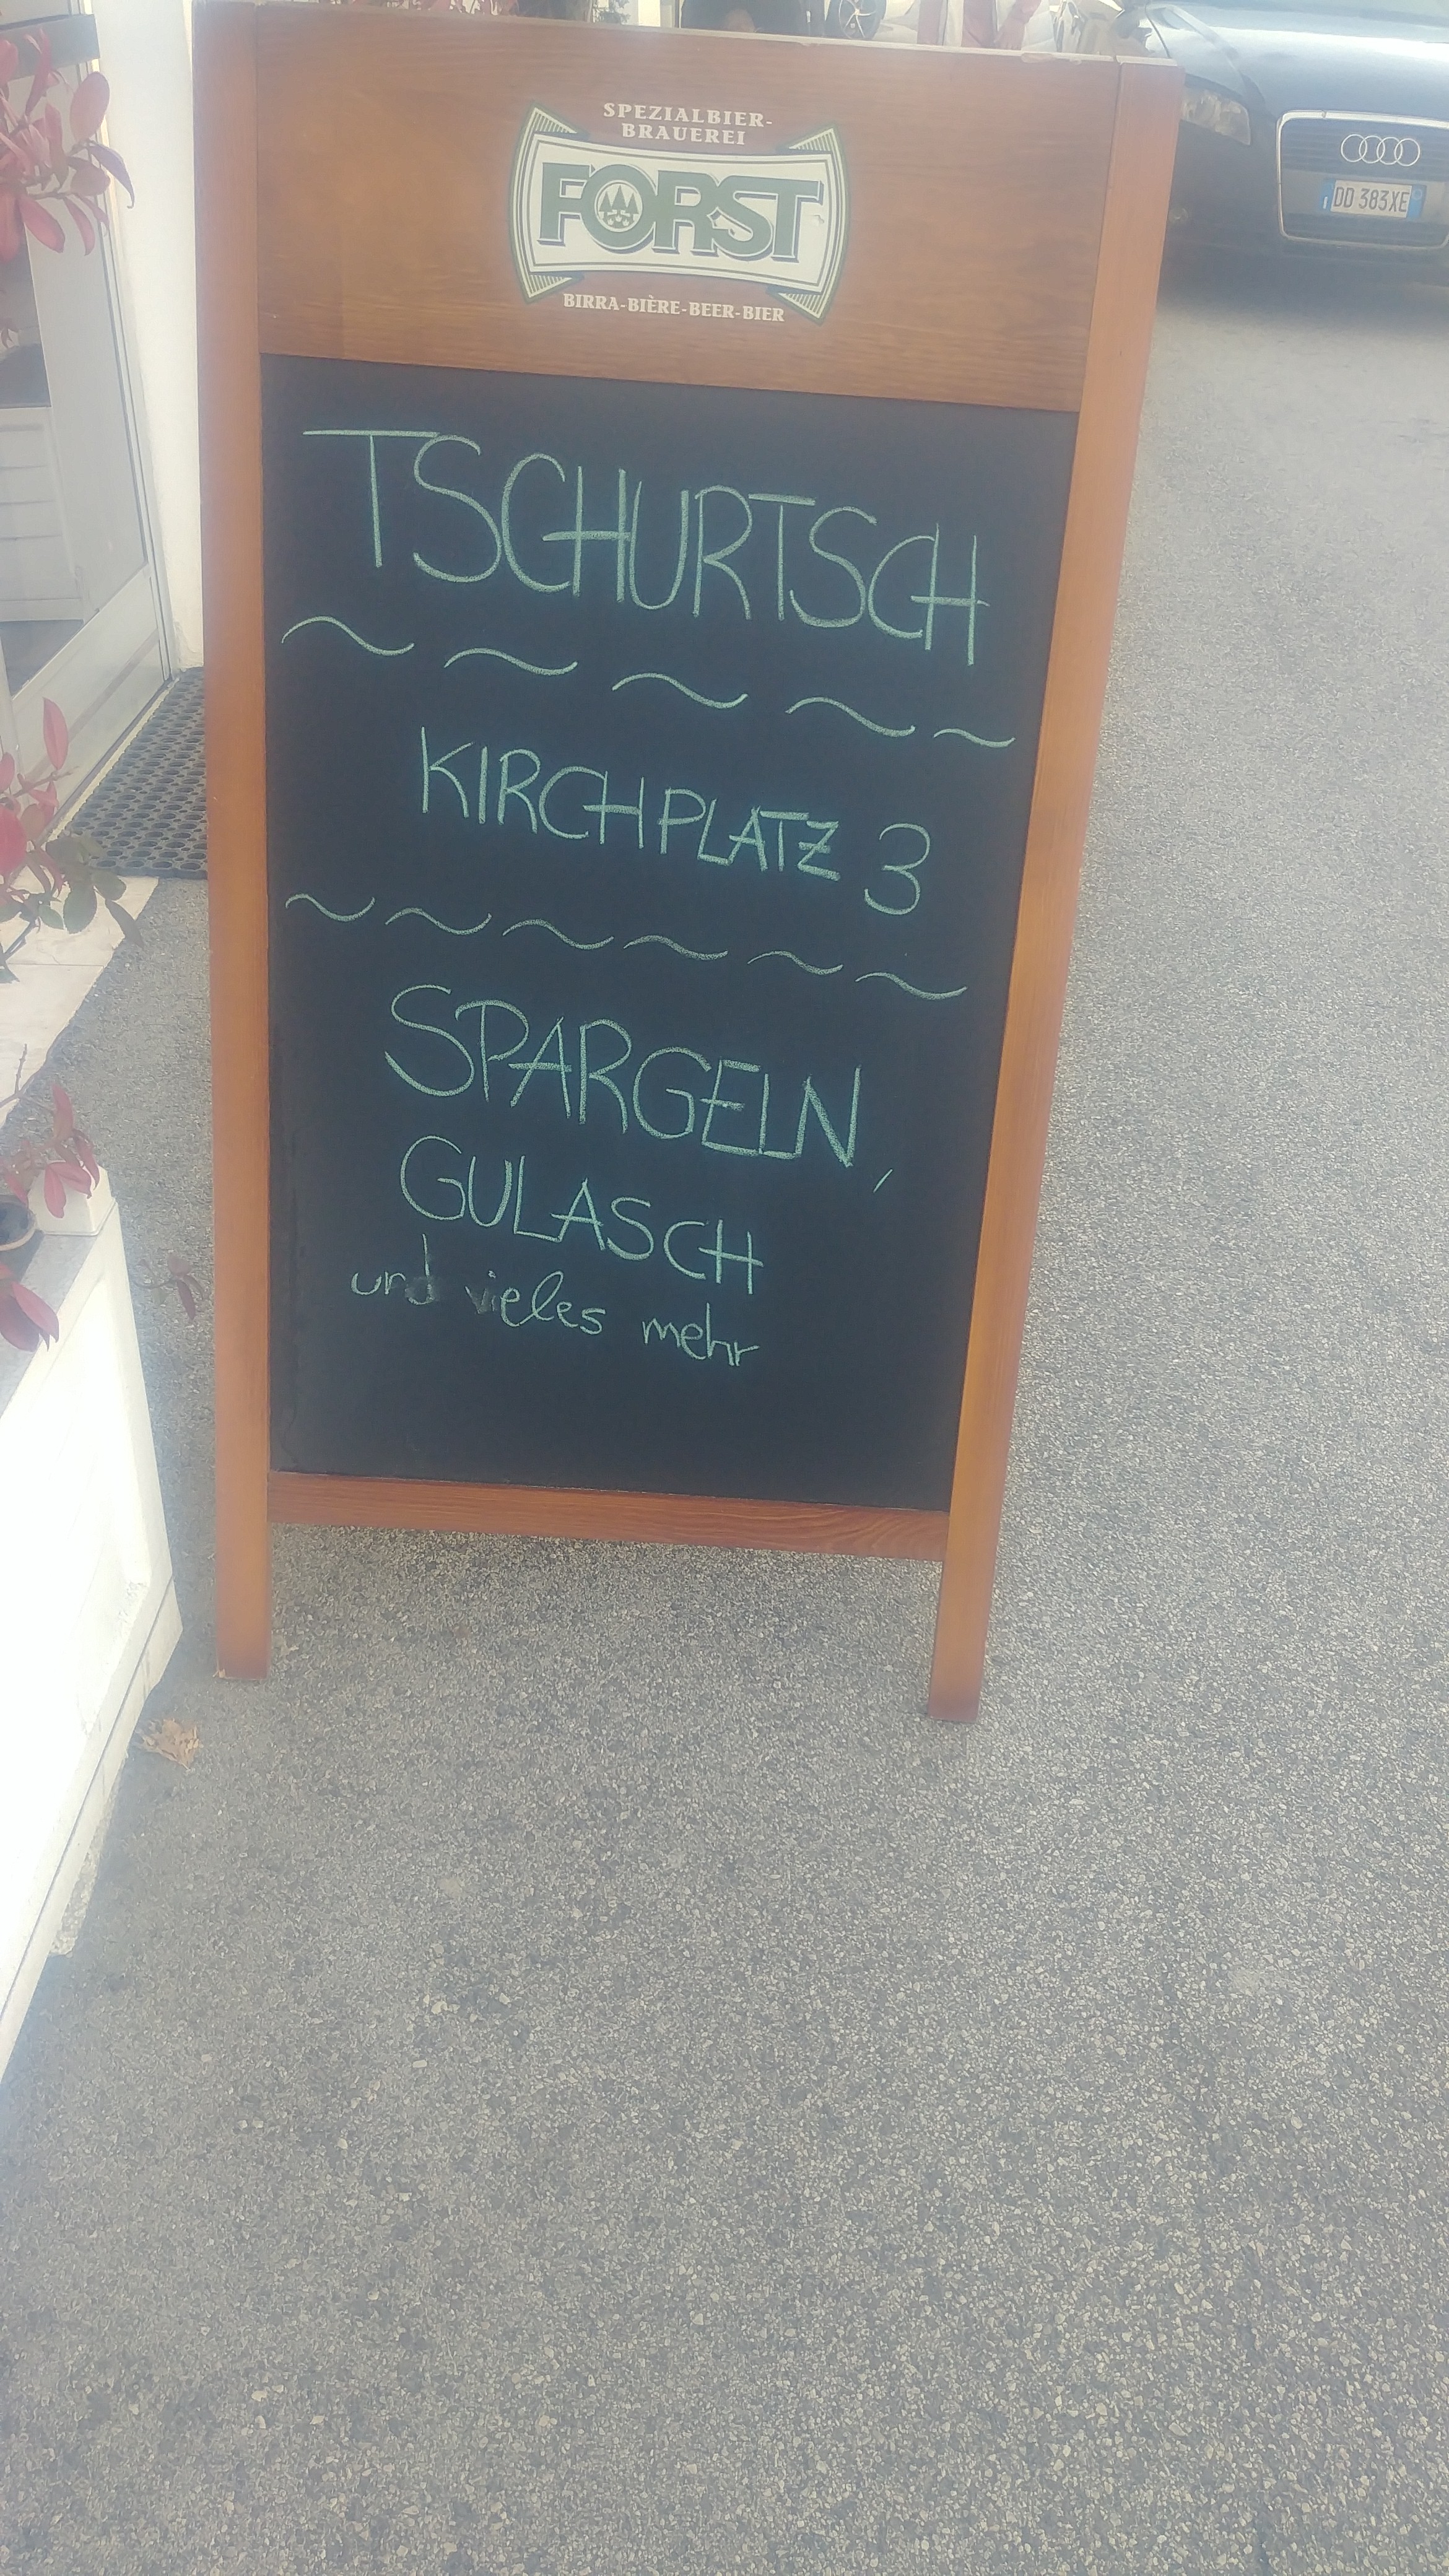 SPEZIALBIER-
BRAUEREI
FORST
BIRRA-BIÈRE-BEER-BIER
TSCHURTSCH
KIRCHPLATZ 3
SPARGELN,
GULASCH
und vieles mehr
I DD 383XE